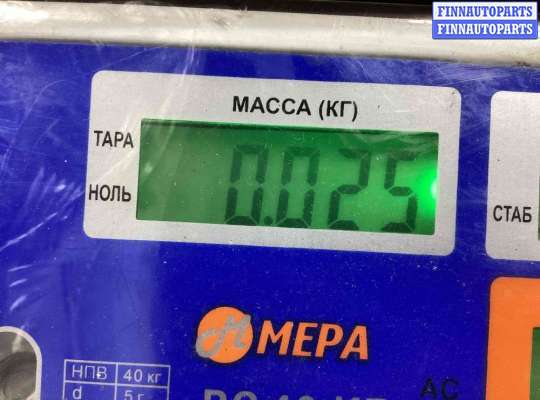 FINNAUTOPARTS
FINNAUTOPARTS
МАССА (КГ)
ТАРА
НОЛЬ
0.025
СТАБ
МЕРА
НПВ 40 кг
d 5 г
АС